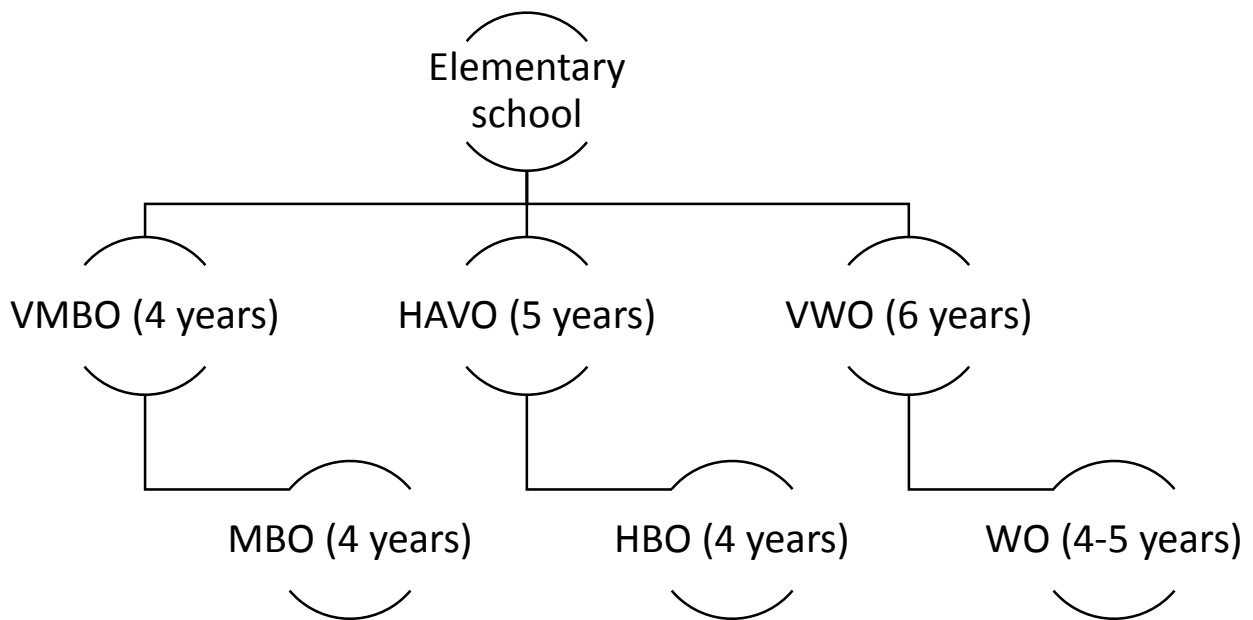 Elementary
school
VMBO (4 years)
HAVO (5 years)
VWO (6 years)
MBO (4 years)
HBO (4 years)
WO (4-5 years)